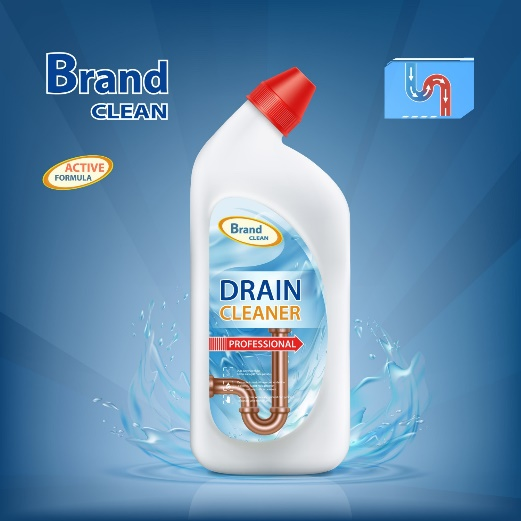 Brand
CLEAN
ACTIVE
FORMULA
Brand
CLEAN
DRAIN
CLEANER
PROFESSIONAL